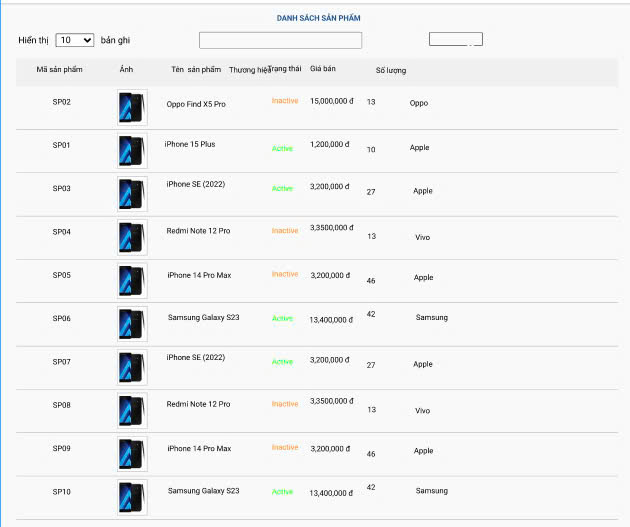 DANH SÁCH SẢN PHẨM
Hiển thị 10 bản ghi
Mã sản phẩm Ảnh Tên sản phẩm Thương hiệu Trạng thái Giá bán Số lượng
SP02 Oppo Find X5 Pro Inactive 15,000,000 đ 13 Oppo
SP01 iPhone 15 Plus Active 1,200,000 đ 10 Apple
SP03 iPhone SE (2022) Active 3,200,000 đ 27 Apple
SP04 Redmi Note 12 Pro Inactive 3,3500,000 đ 13 Vivo
SP05 iPhone 14 Pro Max Inactive 3,200,000 đ 46 Apple
SP06 Samsung Galaxy S23 Active 13,400,000 đ 42 Samsung
SP07 iPhone SE (2022) Active 3,200,000 đ 27 Apple
SP08 Redmi Note 12 Pro Inactive 3,3500,000 đ 13 Vivo
SP09 iPhone 14 Pro Max Inactive 3,200,000 đ 46 Apple
SP10 Samsung Galaxy S23 Active 13,400,000 đ 42 Samsung